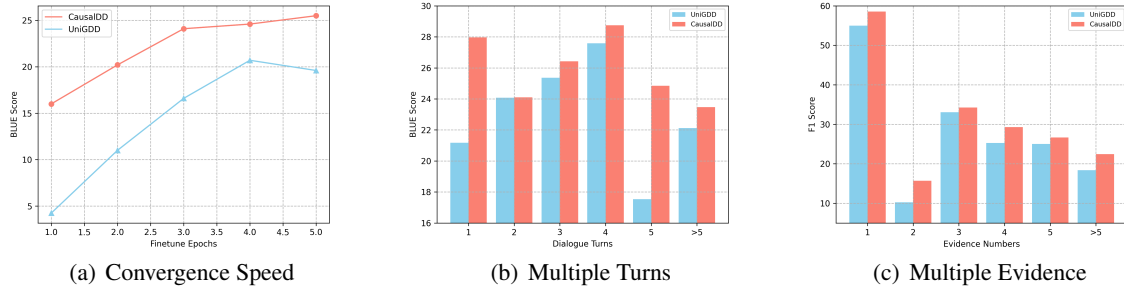 CausalDD
UniGDD
25
20
15
10
5
BLUE Score
1.0 1.5 2.0 2.5 3.0 3.5 4.0 4.5 5.0
Finetune Epochs
(a) Convergence Speed
UniGDD
CausalDD
30
28
26
24
22
20
18
16
BLUE Score
1 2 3 4 5 >5
Dialogue Turns
(b) Multiple Turns
UniGDD
CausalDD
60
50
40
30
20
10
F1 Score
1 2 3 4 5 >5
Evidence Numbers
(c) Multiple Evidence